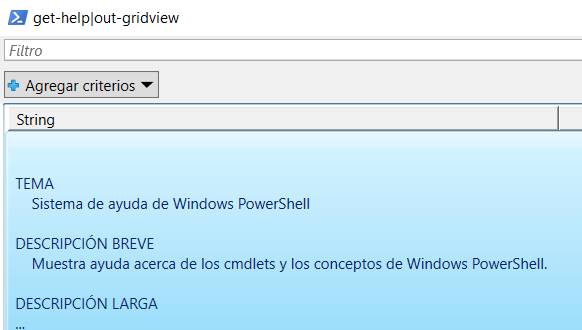 get-help|out-gridview
Filtro
Agregar criterios
String
TEMA
Sistema de ayuda de Windows PowerShell
DESCRIPCIÓN BREVE
Muestra ayuda acerca de los cmdlets y los conceptos de Windows PowerShell.
DESCRIPCIÓN LARGA
...